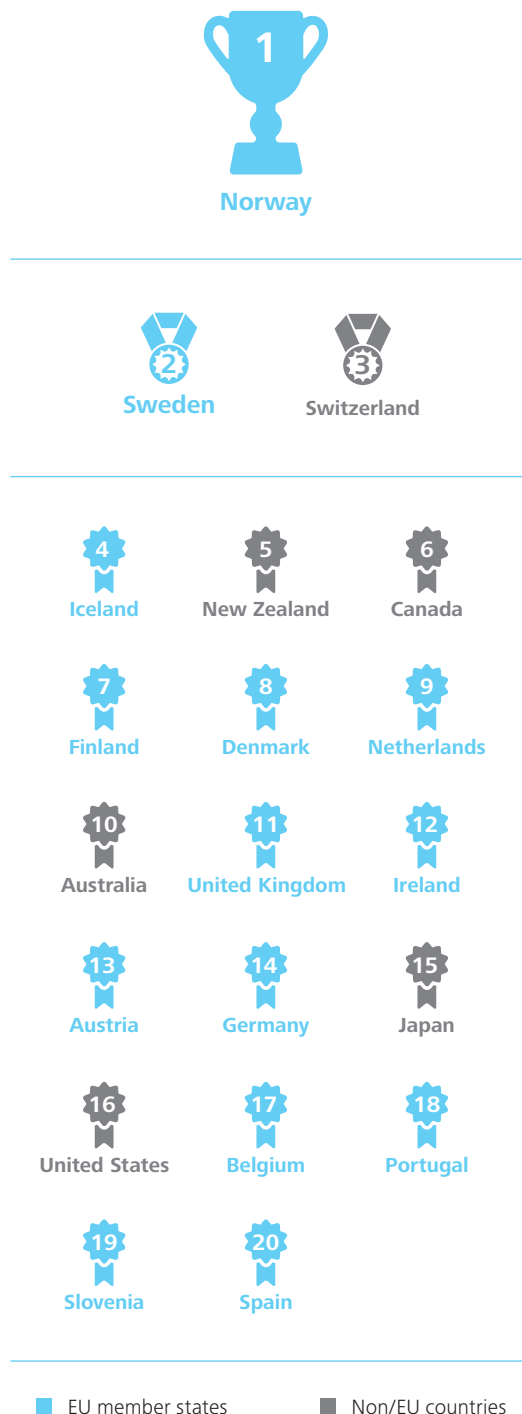 1
Norway
2
3
Sweden
Switzerland
4
5
6
Iceland
New Zealand
Canada
7
8
9
Finland
Denmark
Netherlands
10
11
12
Australia
United Kingdom
Ireland
13
14
15
Austria
Germany
Japan
16
17
18
United States
Belgium
Portugal
19
20
Slovenia
Spain
EU member states
Non/EU countries